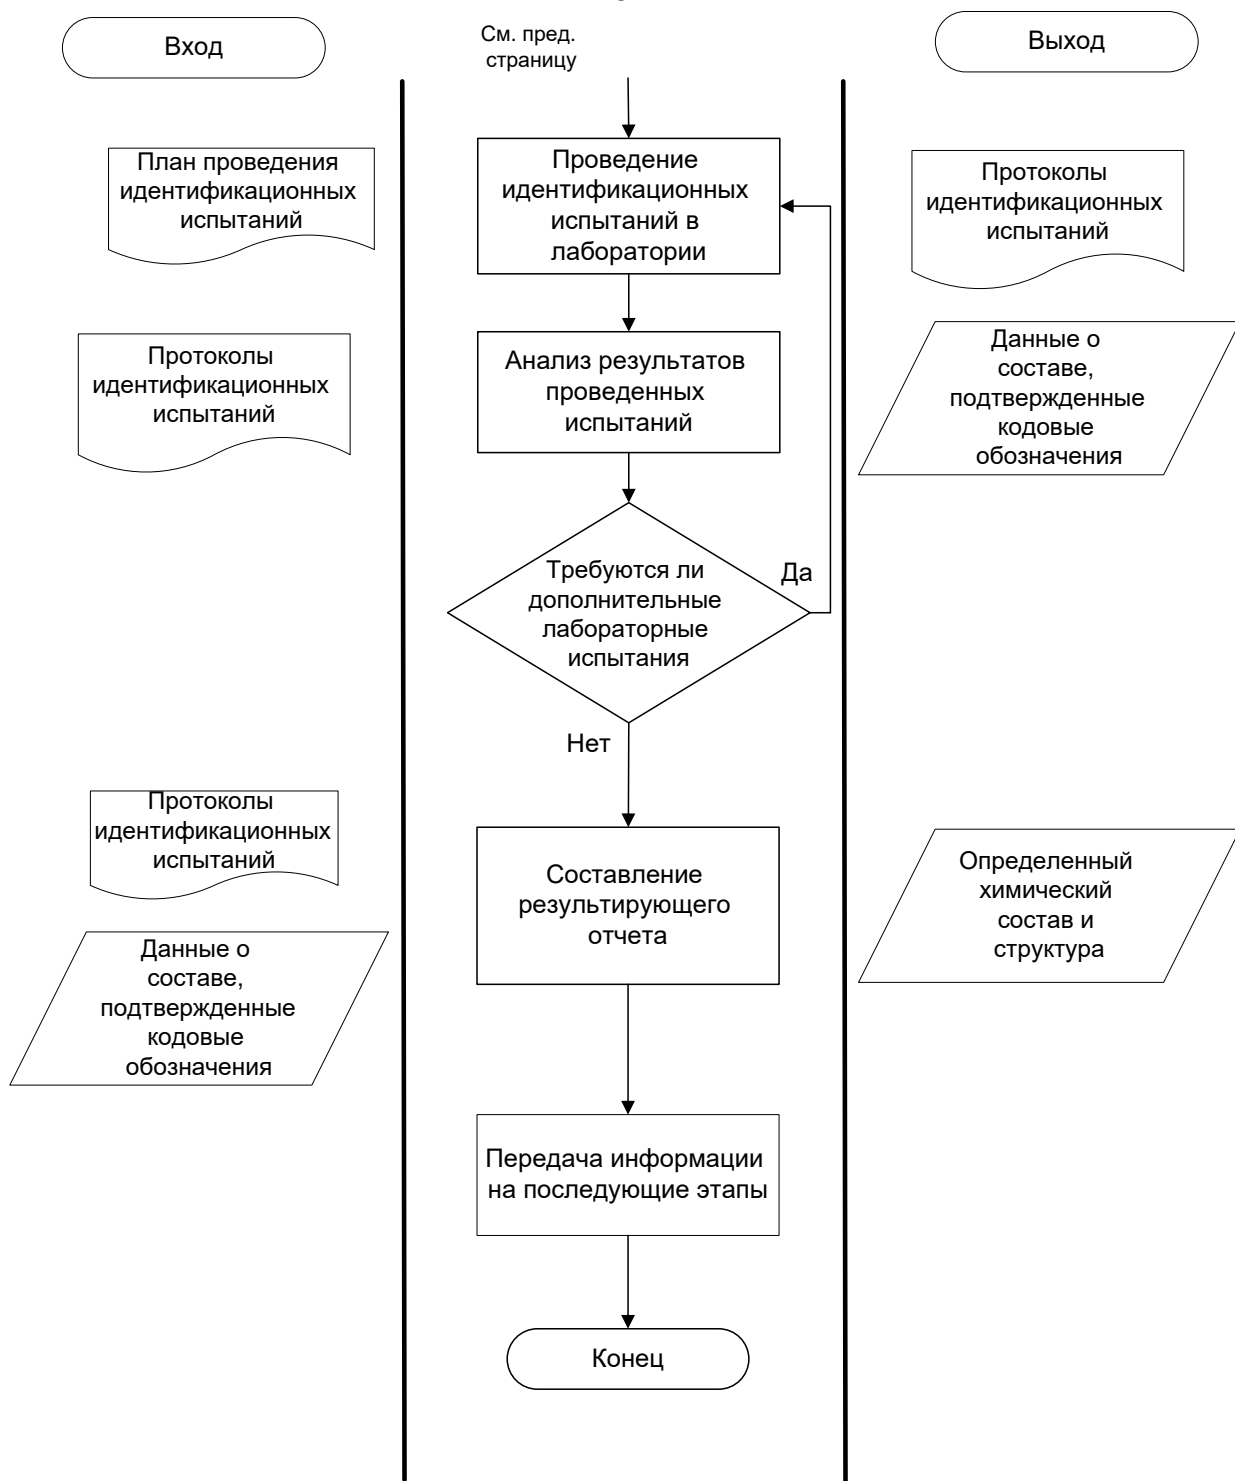 Вход
См. пред.
страницу
Выход
План проведения
идентификационных
испытаний
Проведение
идентификационных
испытаний в
лаборатории
Протоколы
идентификационных
испытаний
Протоколы
идентификационных
испытаний
Анализ результатов
проведенных
испытаний
Данные о
составе,
подтвержденные
кодовые
обозначения
Требуются ли
дополнительные
лабораторные
испытания
Да
Нет
Протоколы
идентификационных
испытаний
Составление
результирующего
отчета
Определенный
химический
состав и
структура
Данные о
составе,
подтвержденные
кодовые
обозначения
Передача информации
на последующие этапы
Конец